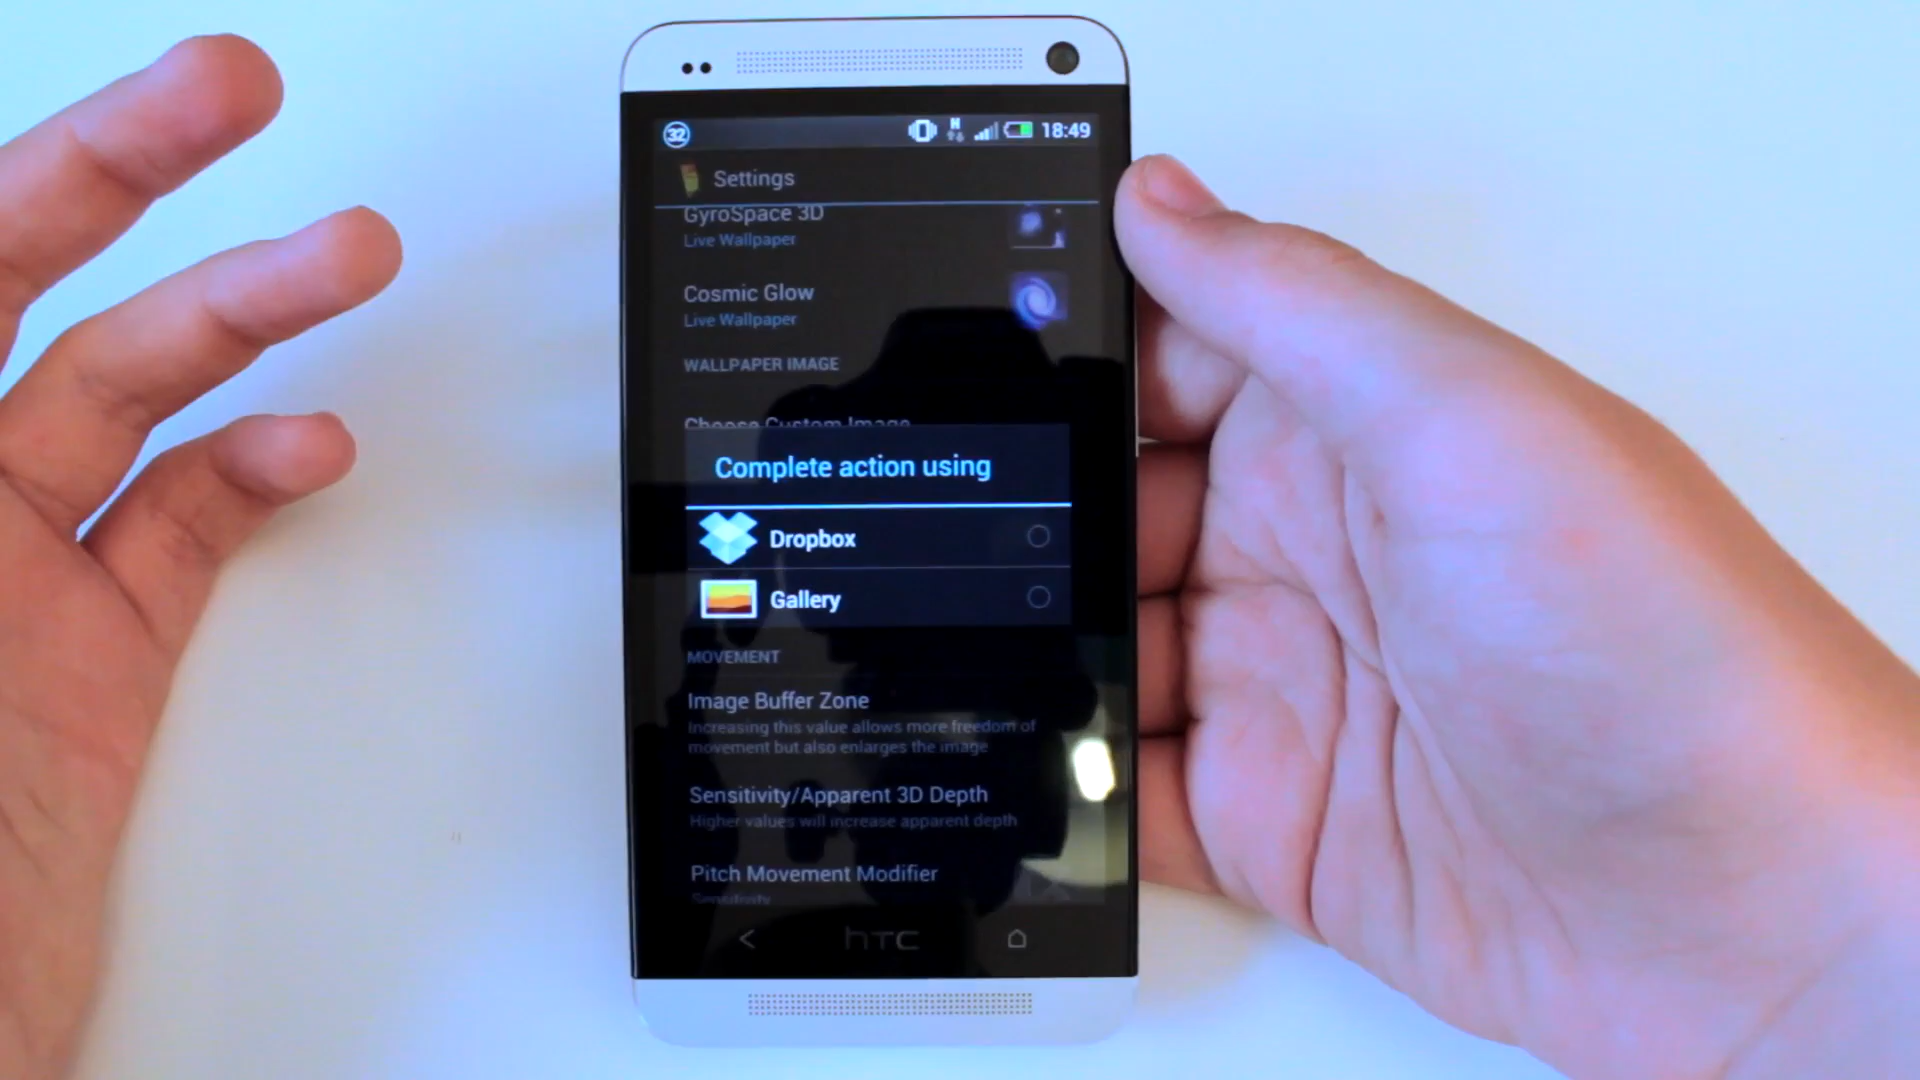 32
H
18:49
Settings
GyroSpace 3D
Live Wallpaper
Cosmic Glow
Live Wallpaper
WALLPAPER IMAGE
Choose Custom Image
Complete action using
Dropbox
Gallery
MOVEMENT
Image Buffer Zone
Increasing this value allows more freedom of
movement but also enlarges the image
Sensitivity/Apparent 3D Depth
Higher values will increase apparent depth
Pitch Movement Modifier
Sensitivity
hTC